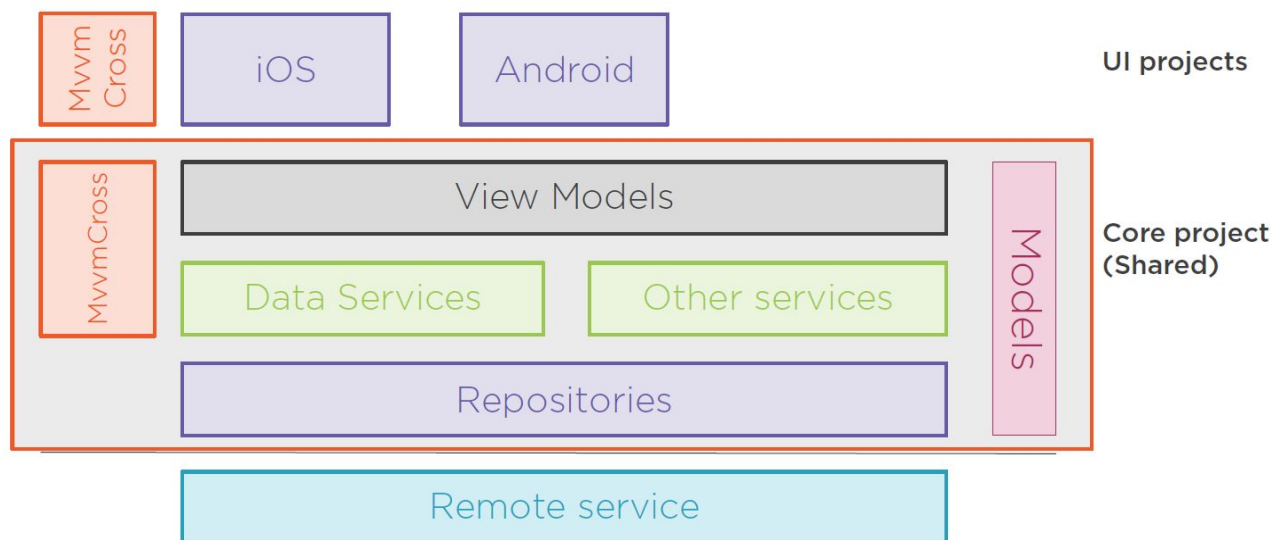 Mvvm
Cross
iOS
Android
UI projects
MvvmCross
View Models
Models
Core project
(Shared)
Data Services
Other services
Repositories
Remote service